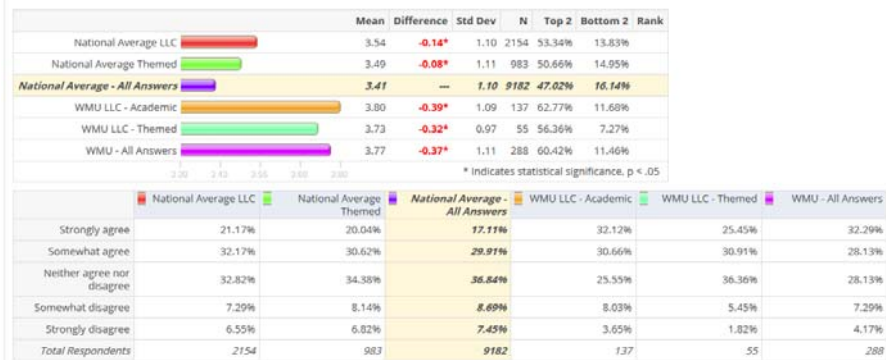 Mean Difference Std Dev N Top 2 Bottom 2 Rank
National Average LLC 3.54 -0.14* 1.10 2154 53.34% 13.83%
National Average Themed 3.49 -0.08* 1.11 983 50.66% 14.95%
National Average - All Answers 3.41 --- 1.10 9182 47.02% 16.14%
WMU LLC - Academic 3.80 -0.39* 1.09 137 62.77% 11.68%
WMU LLC - Themed 3.73 -0.32* 0.97 55 56.36% 7.27%
WMU - All Answers 3.77 -0.37* 1.11 288 60.42% 11.46%
* Indicates statistical significance, p < .05
National Average LLC National Average Themed National Average - All Answers WMU LLC - Academic WMU LLC - Themed WMU - All Answers
Strongly agree 21.17% 20.04% 17.11% 32.12% 25.45% 32.29%
Somewhat agree 32.17% 30.62% 29.91% 30.66% 30.91% 28.13%
Neither agree nor disagree 32.82% 34.38% 36.84% 25.55% 36.36% 28.13%
Somewhat disagree 7.29% 8.14% 8.69% 8.03% 5.45% 7.29%
Strongly disagree 6.55% 6.82% 7.45% 3.65% 1.82% 4.17%
Total Respondents 2154 983 9182 137 55 288